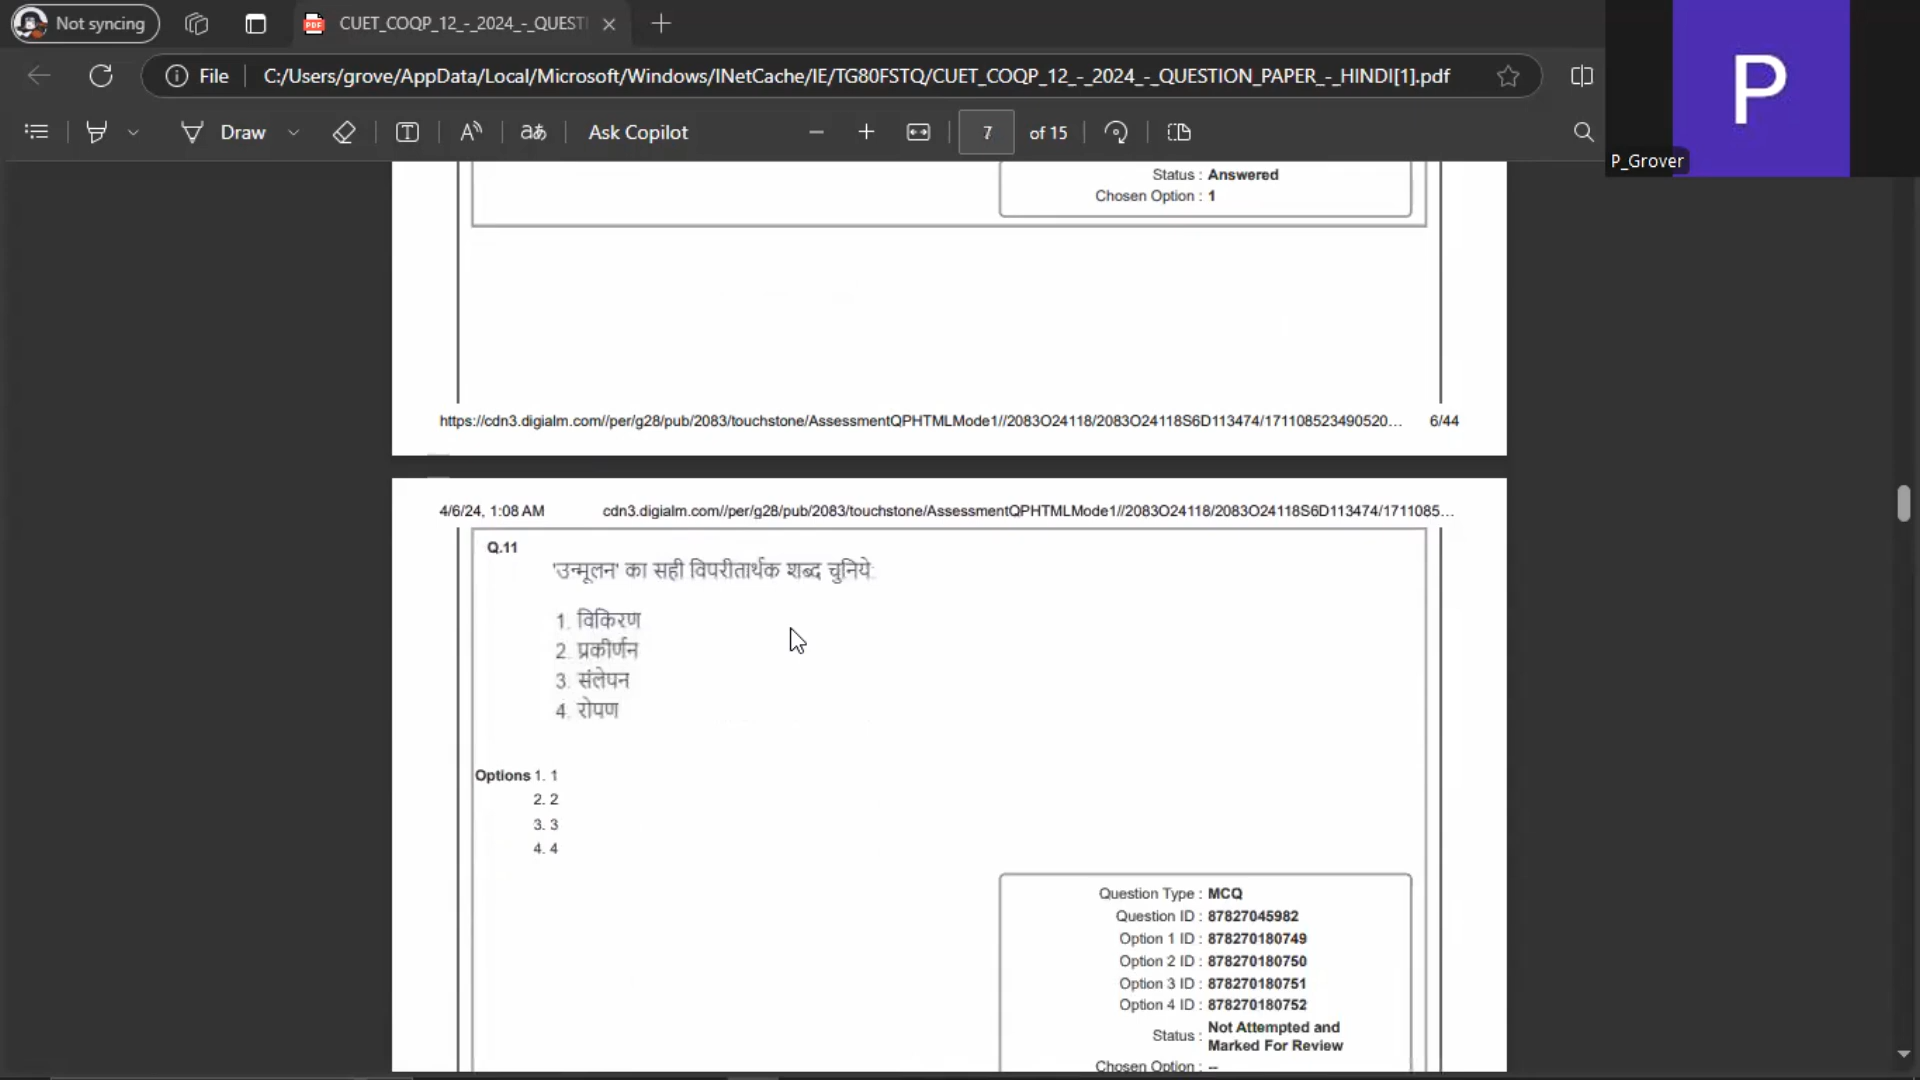 Not syncing
CUET_COQP_12_-_2024_-_QUESTI
File
C:/Users/grove/AppData/Local/Microsoft/Windows/INetCache/IE/TG80FSTQ/CUET_COQP_12_-_2024_-_QUESTION_PAPER_-_HINDI[1].pdf
P
P_Grover
Draw
Ask Copilot
7 of 15
Status : Answered
Chosen Option : 1
https://cdn3.digialm.com//per/g28/pub/2083/touchstone/AssessmentQPHTMLMode1//2083O24118/2083O24118S6D113474/171108523490520... 6/44
4/6/24, 1:08 AM cdn3.digialm.com//per/g28/pub/2083/touchstone/AssessmentQPHTMLMode1//2083O24118/2083O24118S6D113474/1711085...
Q.11
'उन्मूलन' का सही विपरीतार्थक शब्द चुनिये:
1. विकिरण
2. प्रकीर्णन
3. संलेपन
4. रोपण
Options 1. 1
2. 2
3. 3
4. 4
Question Type : MCQ
Question ID : 87827045982
Option 1 ID : 878270180749
Option 2 ID : 878270180750
Option 3 ID : 878270180751
Option 4 ID : 878270180752
Status : Not Attempted and
Marked For Review
Chosen Option : --